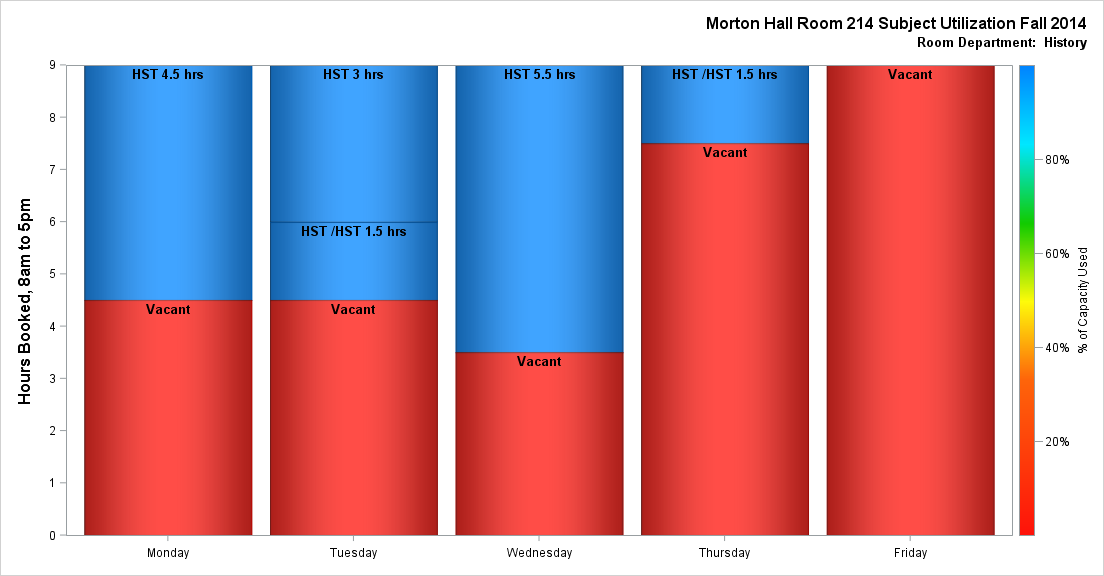 Morton Hall Room 214 Subject Utilization Fall 2014
Room Department:  History
Hours Booked, 8am to 5pm
9
8
7
6
5
4
3
2
1
0
HST 4.5 hrs
Vacant
HST 3 hrs
HST /HST 1.5 hrs
Vacant
HST 5.5 hrs
Vacant
HST /HST 1.5 hrs
Vacant
Vacant
Monday
Tuesday
Wednesday
Thursday
Friday
80%
60%
40%
20%
% of Capacity Used